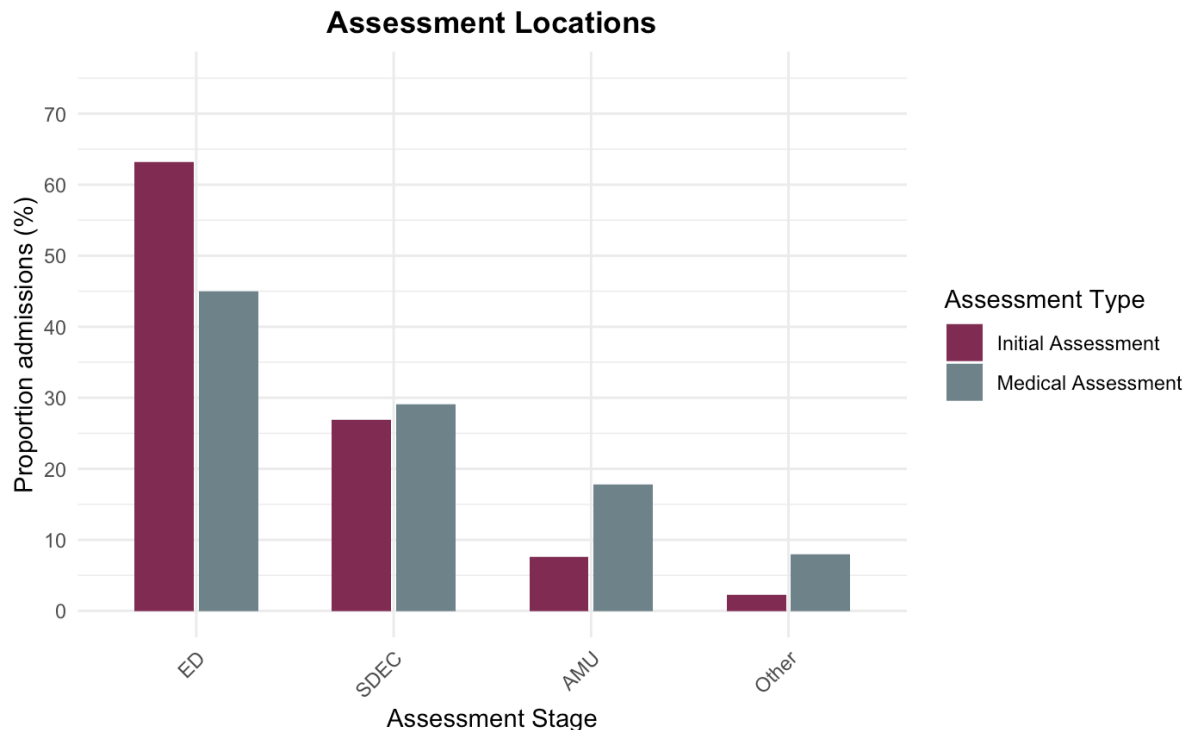 Assessment Locations
Proportion admissions (%)
70
60
50
40
30
20
10
0
ED
SDEC
AMU
Other
Assessment Stage
Assessment Type
Initial Assessment
Medical Assessment